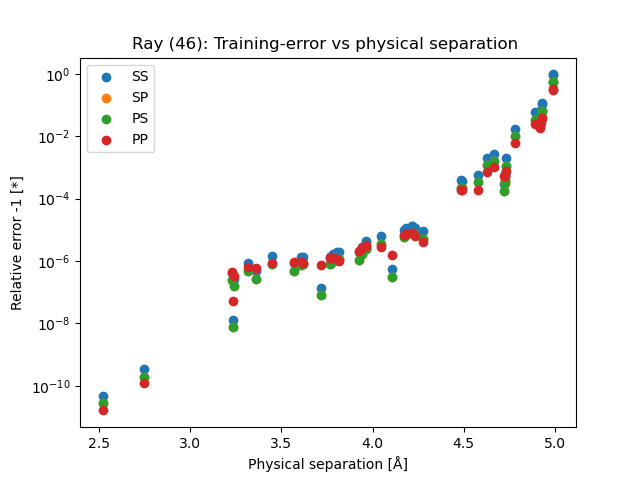 Ray (46): Training-error vs physical separation
SS
SP
PS
PP
10⁰
10⁻²
10⁻⁴
10⁻⁶
10⁻⁸
10⁻¹⁰
Relative error -1 [*]
2.5 3.0 3.5 4.0 4.5 5.0
Physical separation [Å]